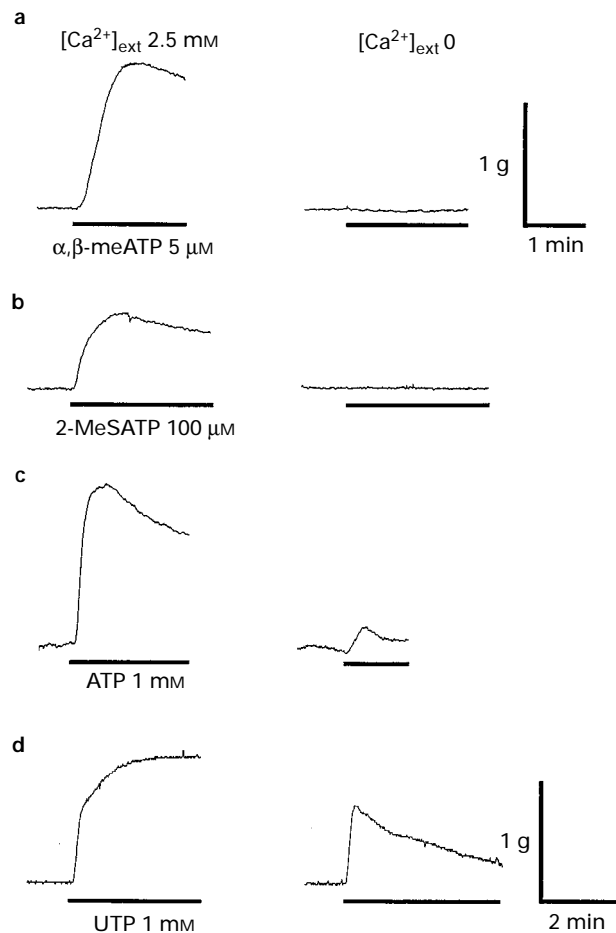 a
[Ca²⁺]ext 2.5 mM
[Ca²⁺]ext 0
1 g
1 min
α,β-meATP 5 μM
b
2-MeSATP 100 μM
c
ATP 1 mM
d
1 g
UTP 1 mM
2 min